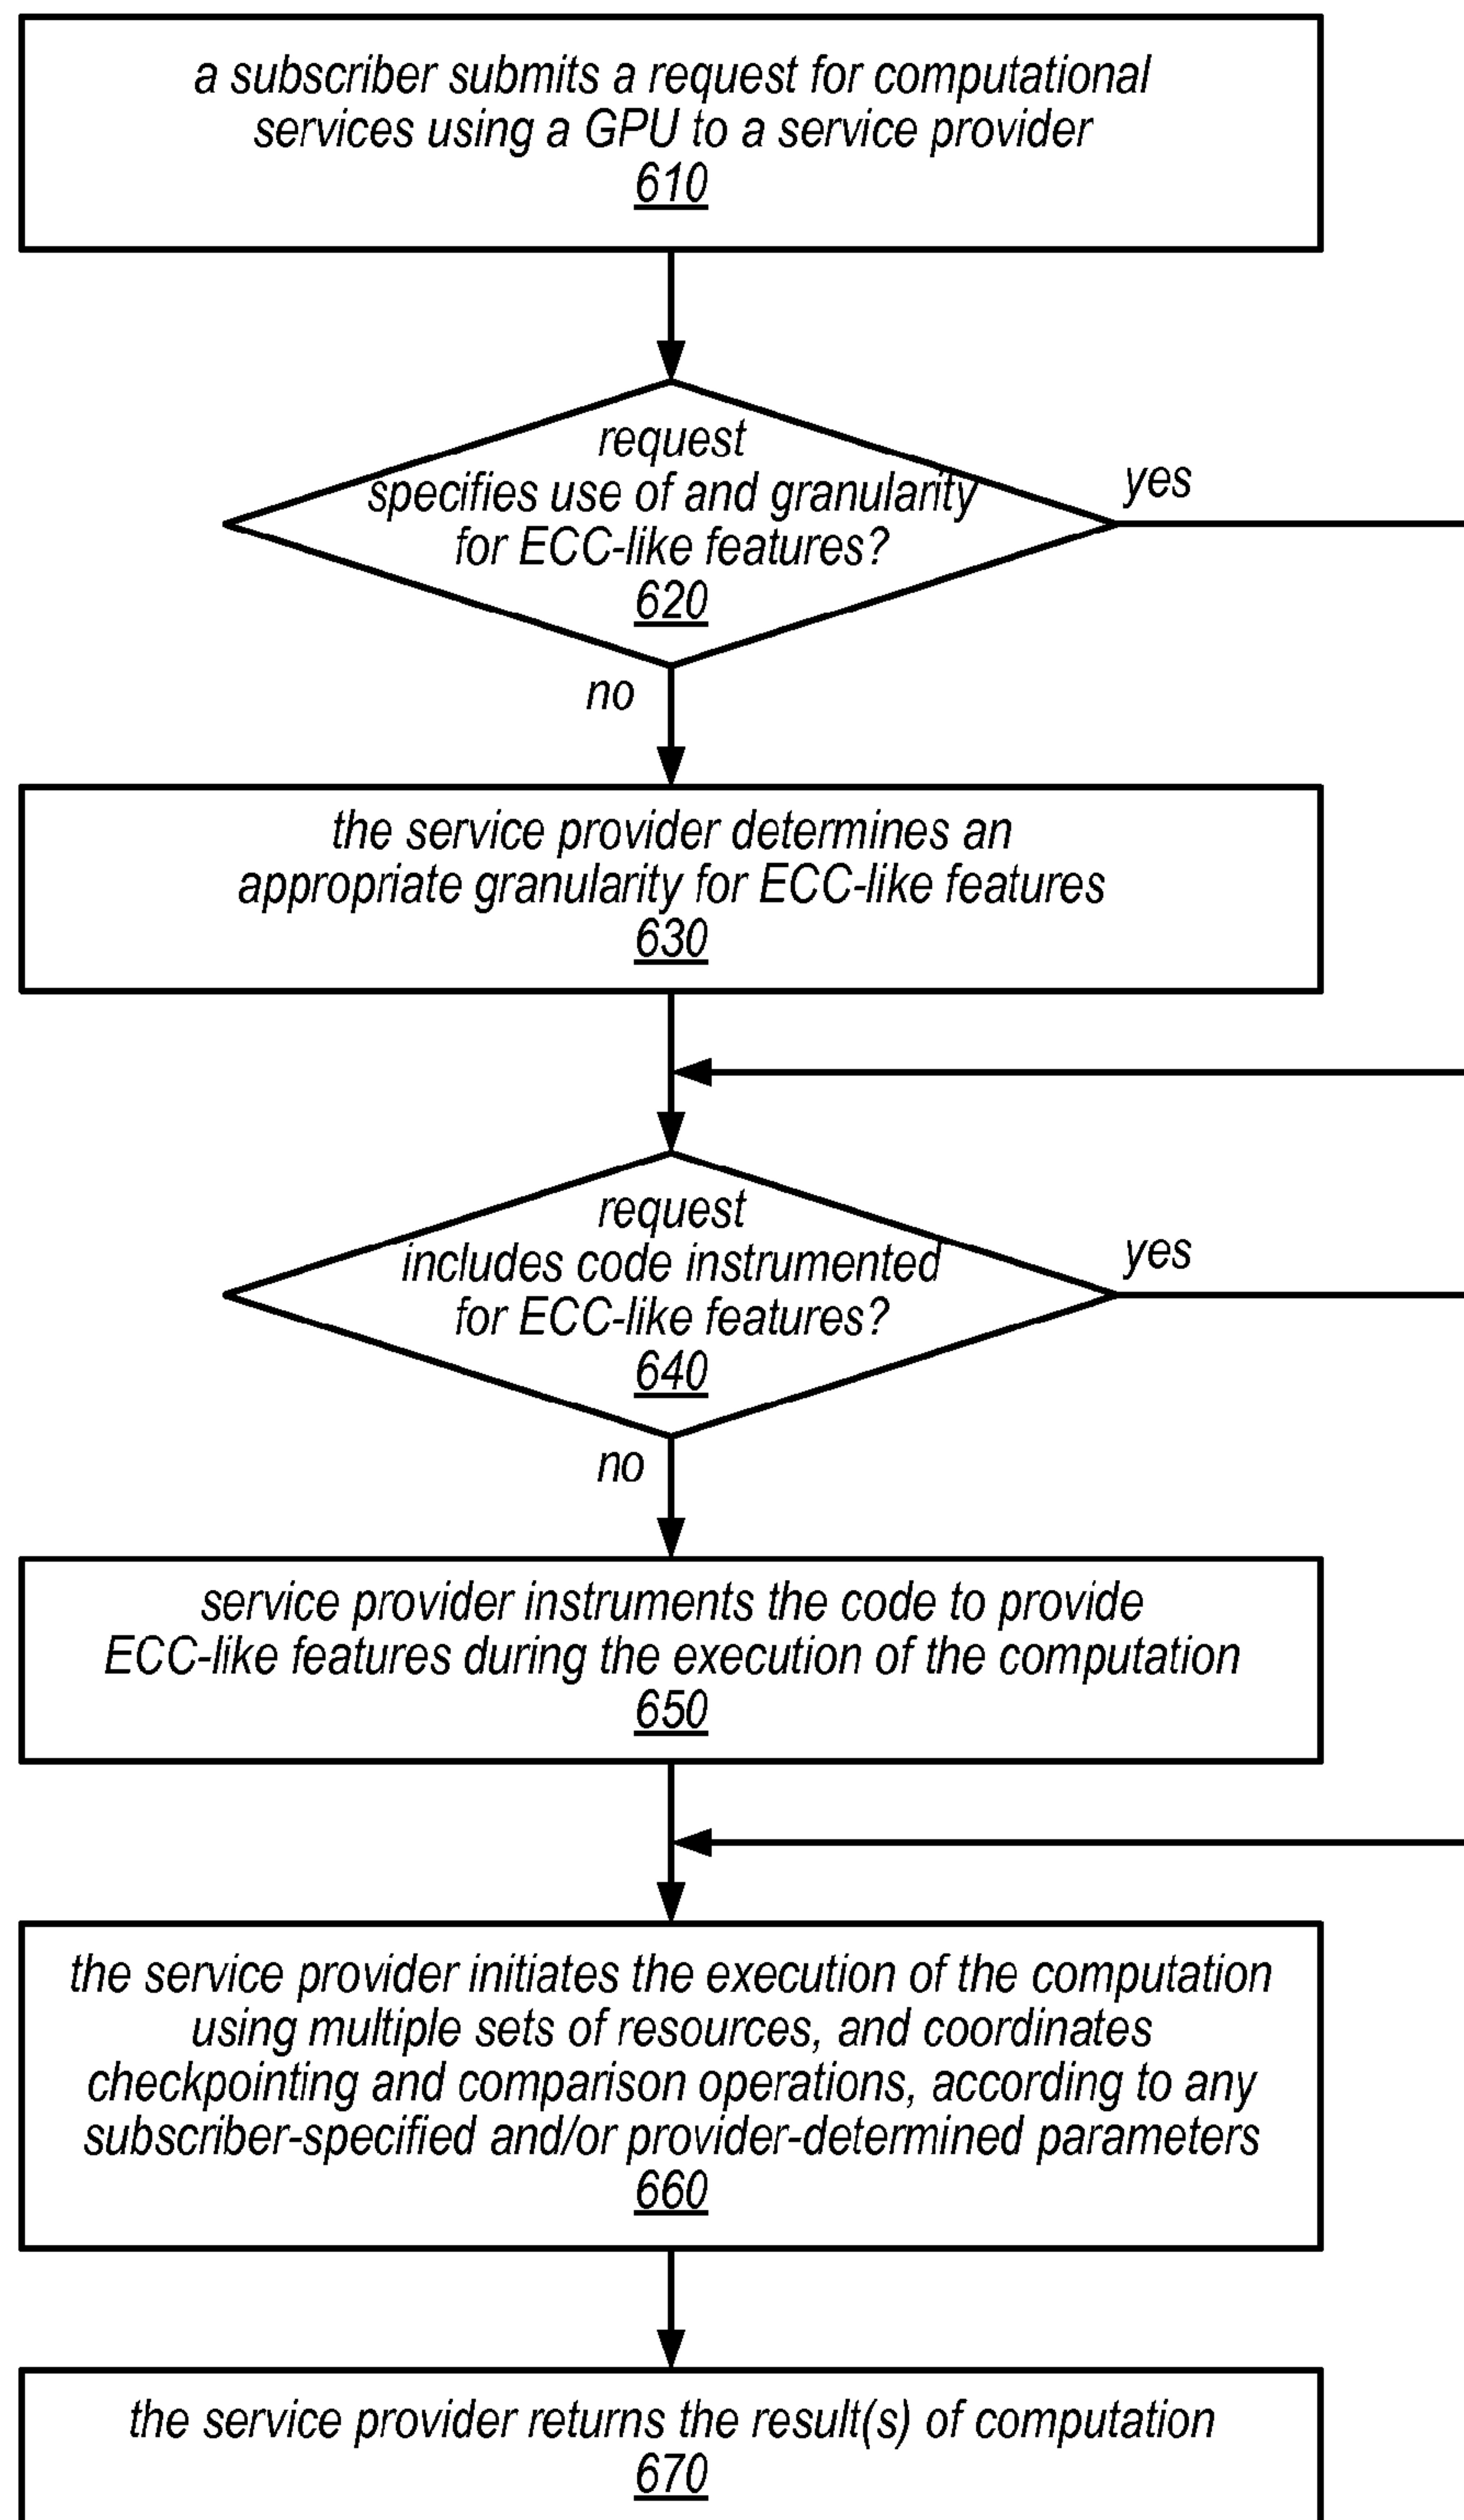 a subscriber submits a request for computational
services using a GPU to a service provider
610
request
specifies use of and granularity
for ECC-like features?
620
yes
no
the service provider determines an
appropriate granularity for ECC-like features
630
request
includes code instrumented
for ECC-like features?
640
yes
no
service provider instruments the code to provide
ECC-like features during the execution of the computation
650
the service provider initiates the execution of the computation
using multiple sets of resources, and coordinates
checkpointing and comparison operations, according to any
subscriber-specified and/or provider-determined parameters
660
the service provider returns the result(s) of computation
670